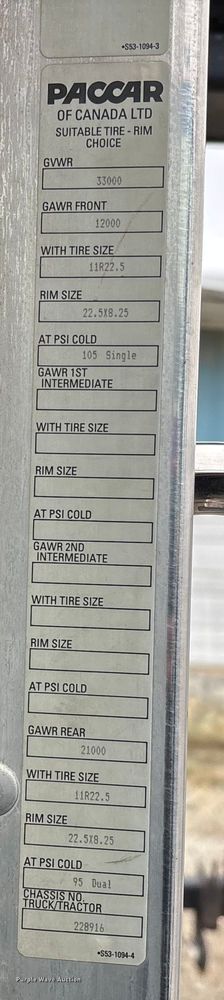 •S53-1094-3
PACCAR
OF CANADA LTD
SUITABLE TIRE - RIM
CHOICE
GVWR
33000
GAWR FRONT
12000
WITH TIRE SIZE
11R22.5
RIM SIZE
22.5X8.25
AT PSI COLD
105 Single
GAWR 1ST
INTERMEDIATE
WITH TIRE SIZE
RIM SIZE
AT PSI COLD
GAWR 2ND
INTERMEDIATE
WITH TIRE SIZE
RIM SIZE
AT PSI COLD
GAWR REAR
21000
WITH TIRE SIZE
11R22.5
RIM SIZE
22.5X8.25
AT PSI COLD
95 Dual
CHASSIS NO.
TRUCK/TRACTOR
228916
•S53-1094-4
Purple Wave Auction